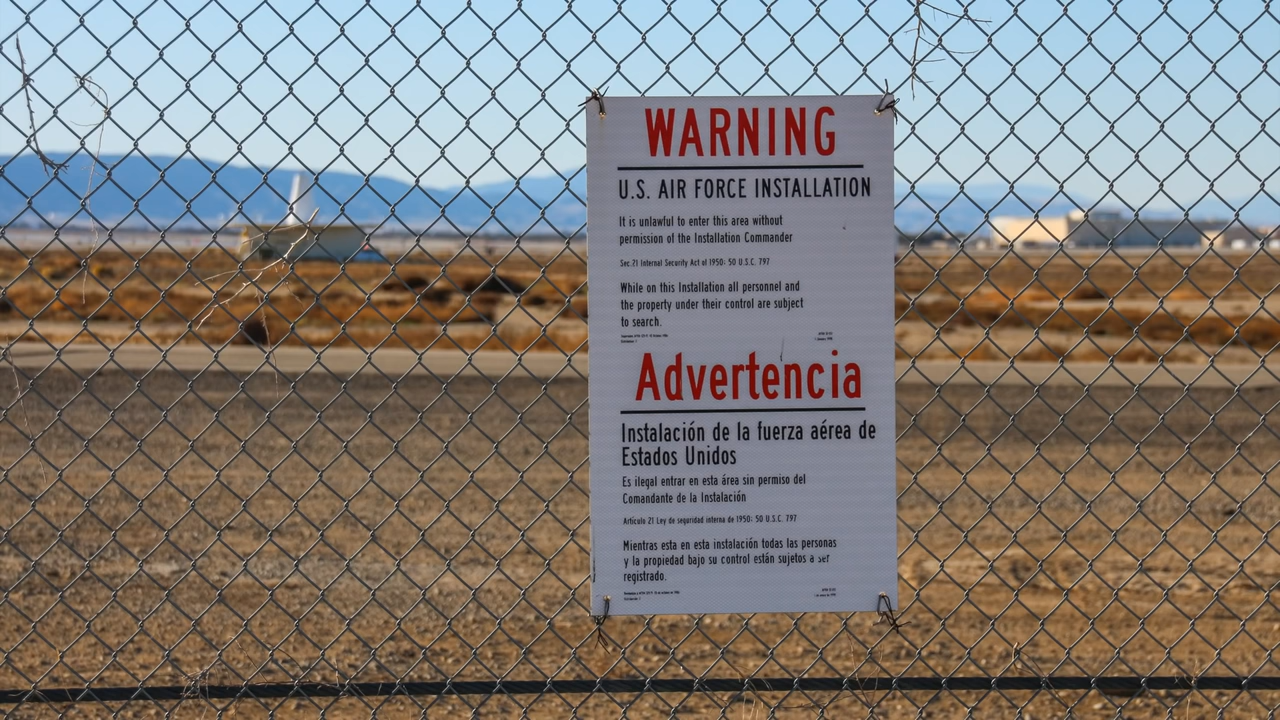 WARNING
U.S. AIR FORCE INSTALLATION
It is unlawful to enter this area without
permission of the Installation Commander
Sec.21 Internal Security Act of 1950; 50 U.S.C. 797
While on this Installation all personnel and
the property under their control are subject
to search.
Advertencia
Instalación de la fuerza aérea de
Estados Unidos
Es ilegal entrar en esta área sin permiso del
Comandante de la Instalación
Artículo 21 Ley de seguridad interna de 1950; 50 U.S.C. 797
Mientras esta en esta instalación todas las personas
y la propiedad bajo su control están sujetos a ser
registrado.